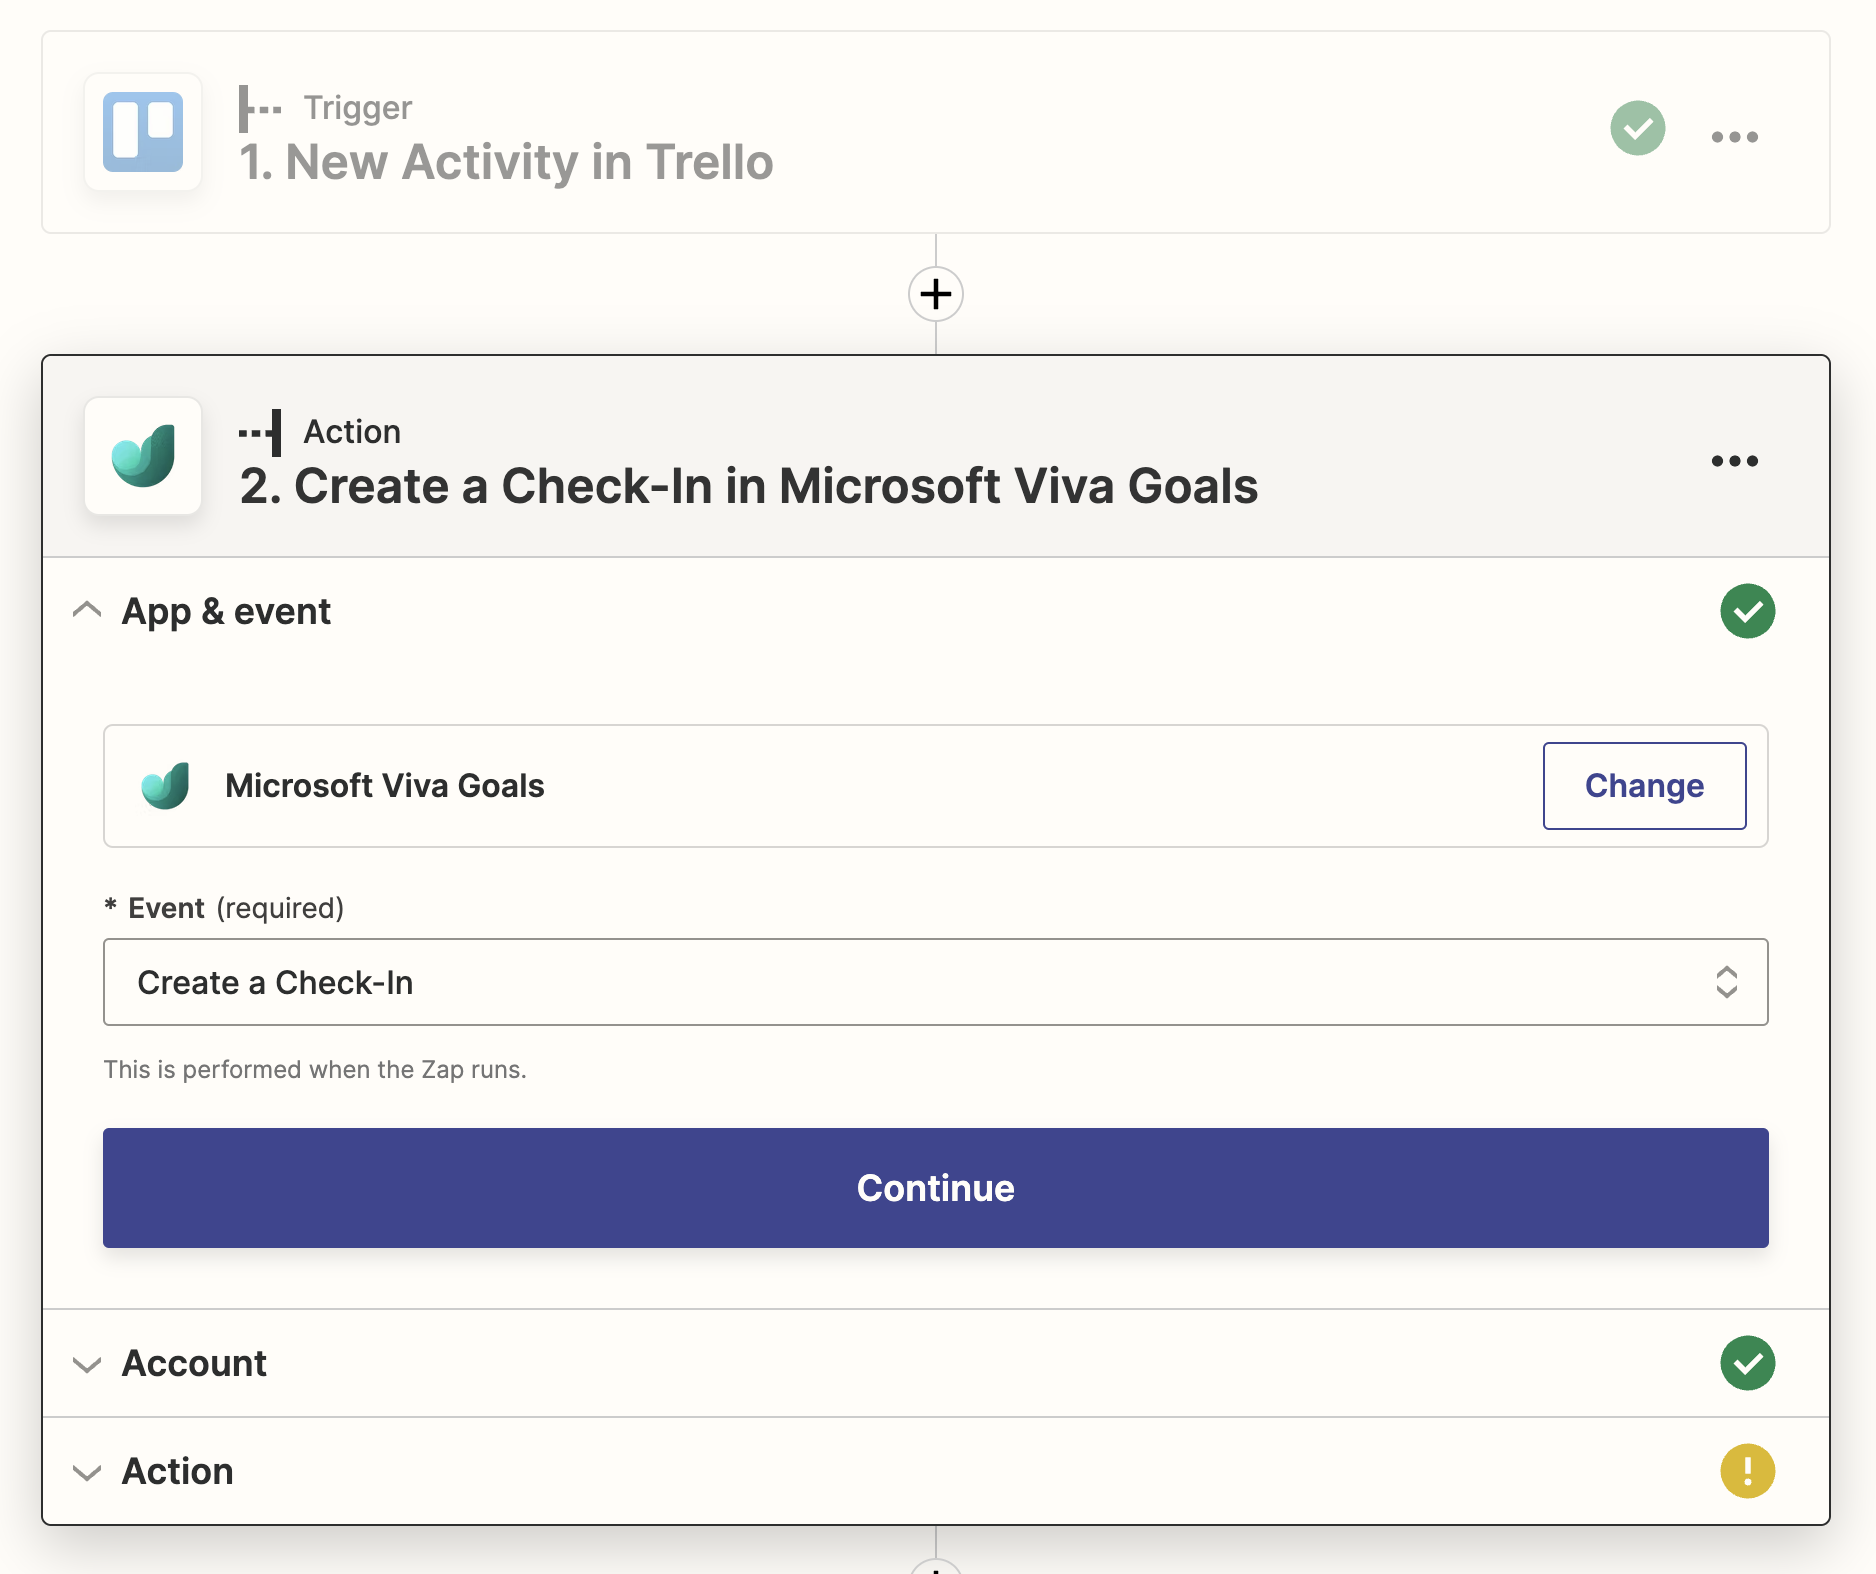 Trigger
1. New Activity in Trello
Action
2. Create a Check-In in Microsoft Viva Goals
App & event
Microsoft Viva Goals
Change
* Event (required)
Create a Check-In
This is performed when the Zap runs.
Continue
Account
Action